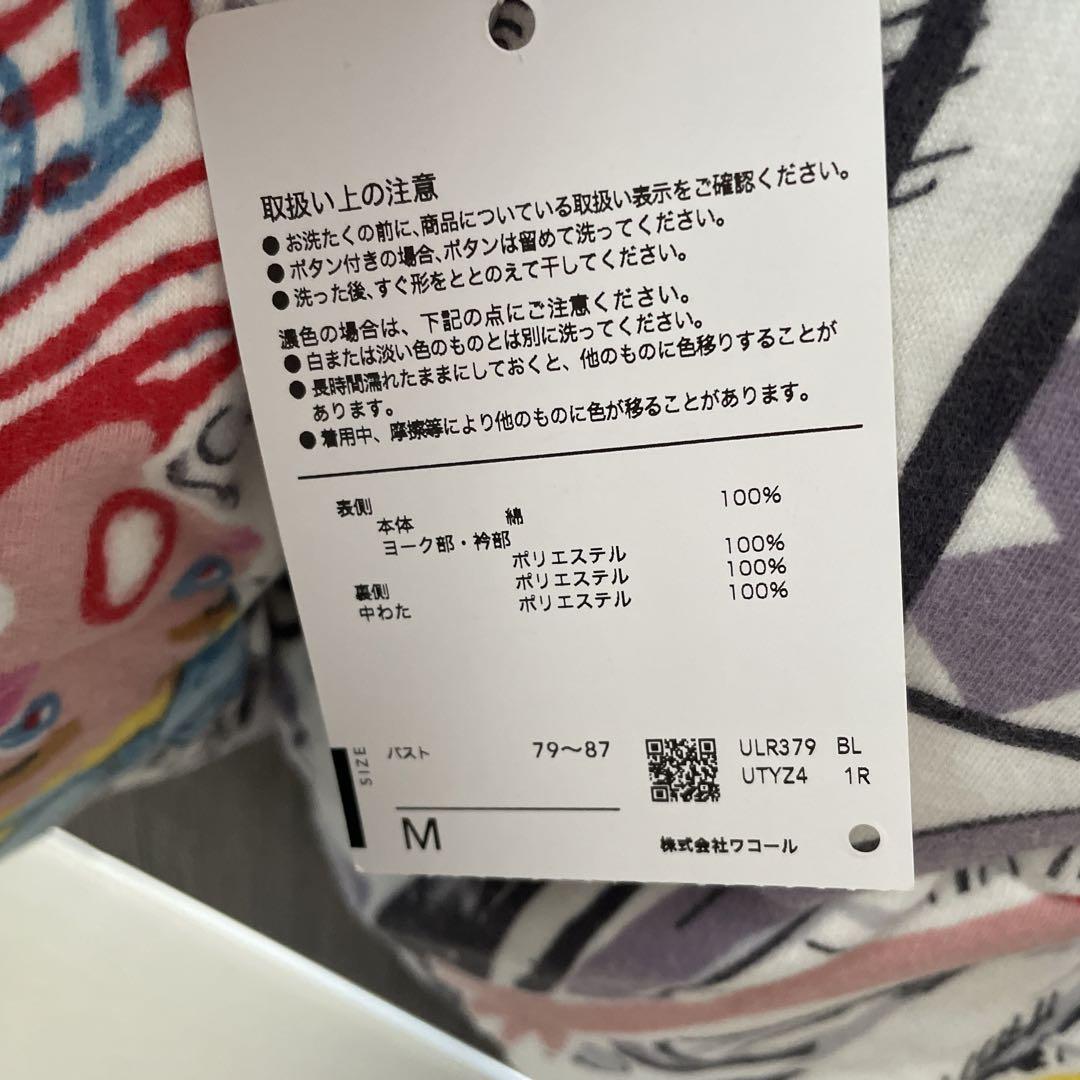 取扱い上の注意
●お洗たくの前に、商品についている取扱い表示をご確認ください。
●ボタン付きの場合、ボタンは留めて洗ってください。
●洗った後、すぐ形をととのえて干してください。
濃色の場合は、下記の点にご注意ください。
●白または淡い色のものとは別に洗ってください。
●長時間濡れたままにしておくと、他のものに色移りすることが
あります。
●着用中、摩擦等により他のものに色が移ることがあります。
表側
本体 綿 100%
ヨーク部・衿部
ポリエステル 100%
裏側 ポリエステル 100%
中わた ポリエステル 100%
SIZE
バスト 79〜87
M
ULR379 BL
UTYZ4 1R
株式会社ワコール